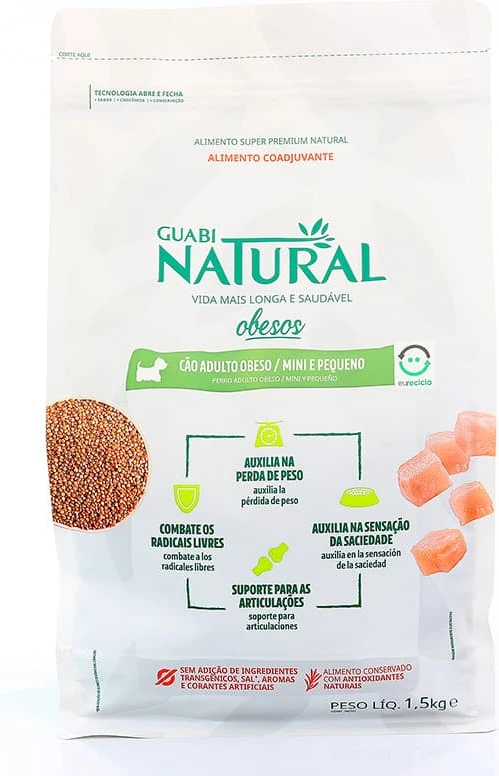 CORTE AQUI
TECNOLOGIA ABRE E FECHA
• SABOR | • CROCÂNCIA | • CONSERVAÇÃO
ALIMENTO SUPER PREMIUM NATURAL
ALIMENTO COADJUVANTE
GUABI
NATURAL
VIDA MAIS LONGA E SAUDÁVEL
obesos
CÃO ADULTO OBESO / MINI E PEQUENO
PERRO ADULTO OBESO / MINI Y PEQUEÑO
eureciclo
AUXILIA NA
PERDA DE PESO
auxilia la
pérdida de peso
COMBATE OS
RADICAIS LIVRES
combate a los
radicales libres
AUXILIA NA SENSAÇÃO
DA SACIEDADE
auxilia en la sensación
de la saciedad
SUPORTE PARA AS
ARTICULAÇÕES
soporte para
articulaciones
SEM ADIÇÃO DE INGREDIENTES
TRANSGÊNICOS, SAL*, AROMAS
E CORANTES ARTIFICIAIS
ALIMENTO CONSERVADO
COM ANTIOXIDANTES
NATURAIS
PESO LÍQ. 1,5kg e